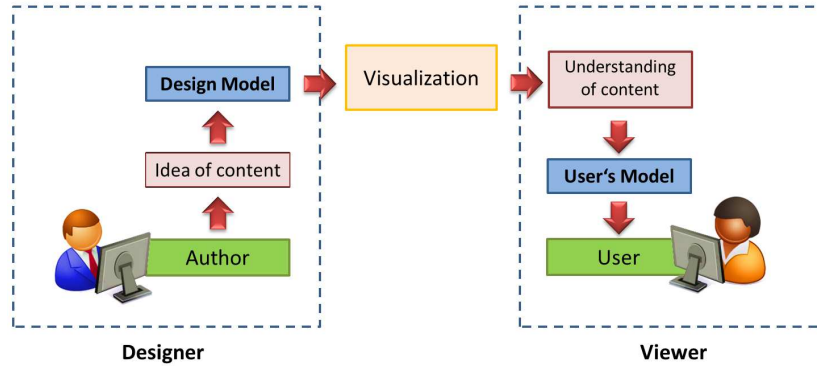 Design Model
Visualization
Understanding
of content
Idea of content
User‘s Model
Author
User
Designer
Viewer